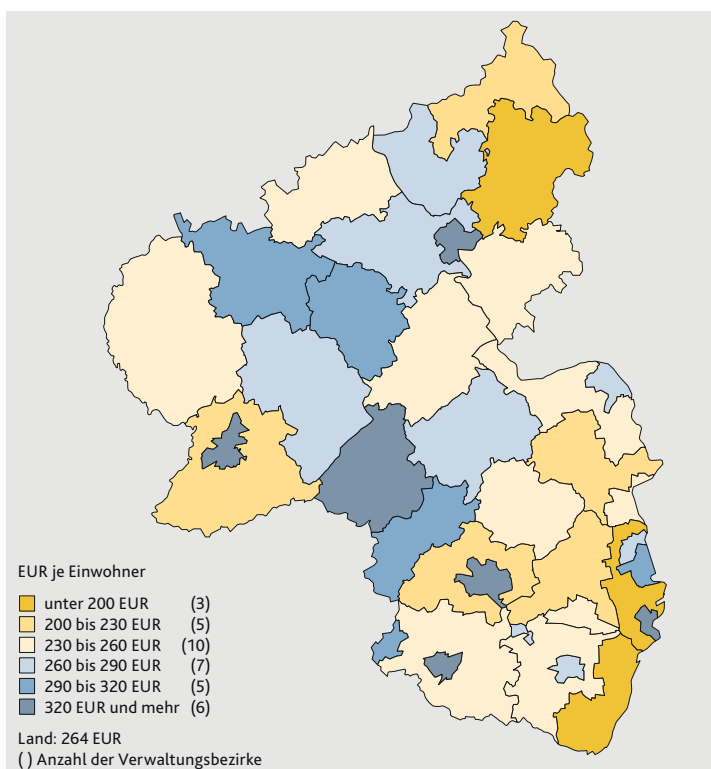 EUR je Einwohner
unter 200 EUR (3)
200 bis 230 EUR (5)
230 bis 260 EUR (10)
260 bis 290 EUR (7)
290 bis 320 EUR (5)
320 EUR und mehr (6)
Land: 264 EUR
( ) Anzahl der Verwaltungsbezirke